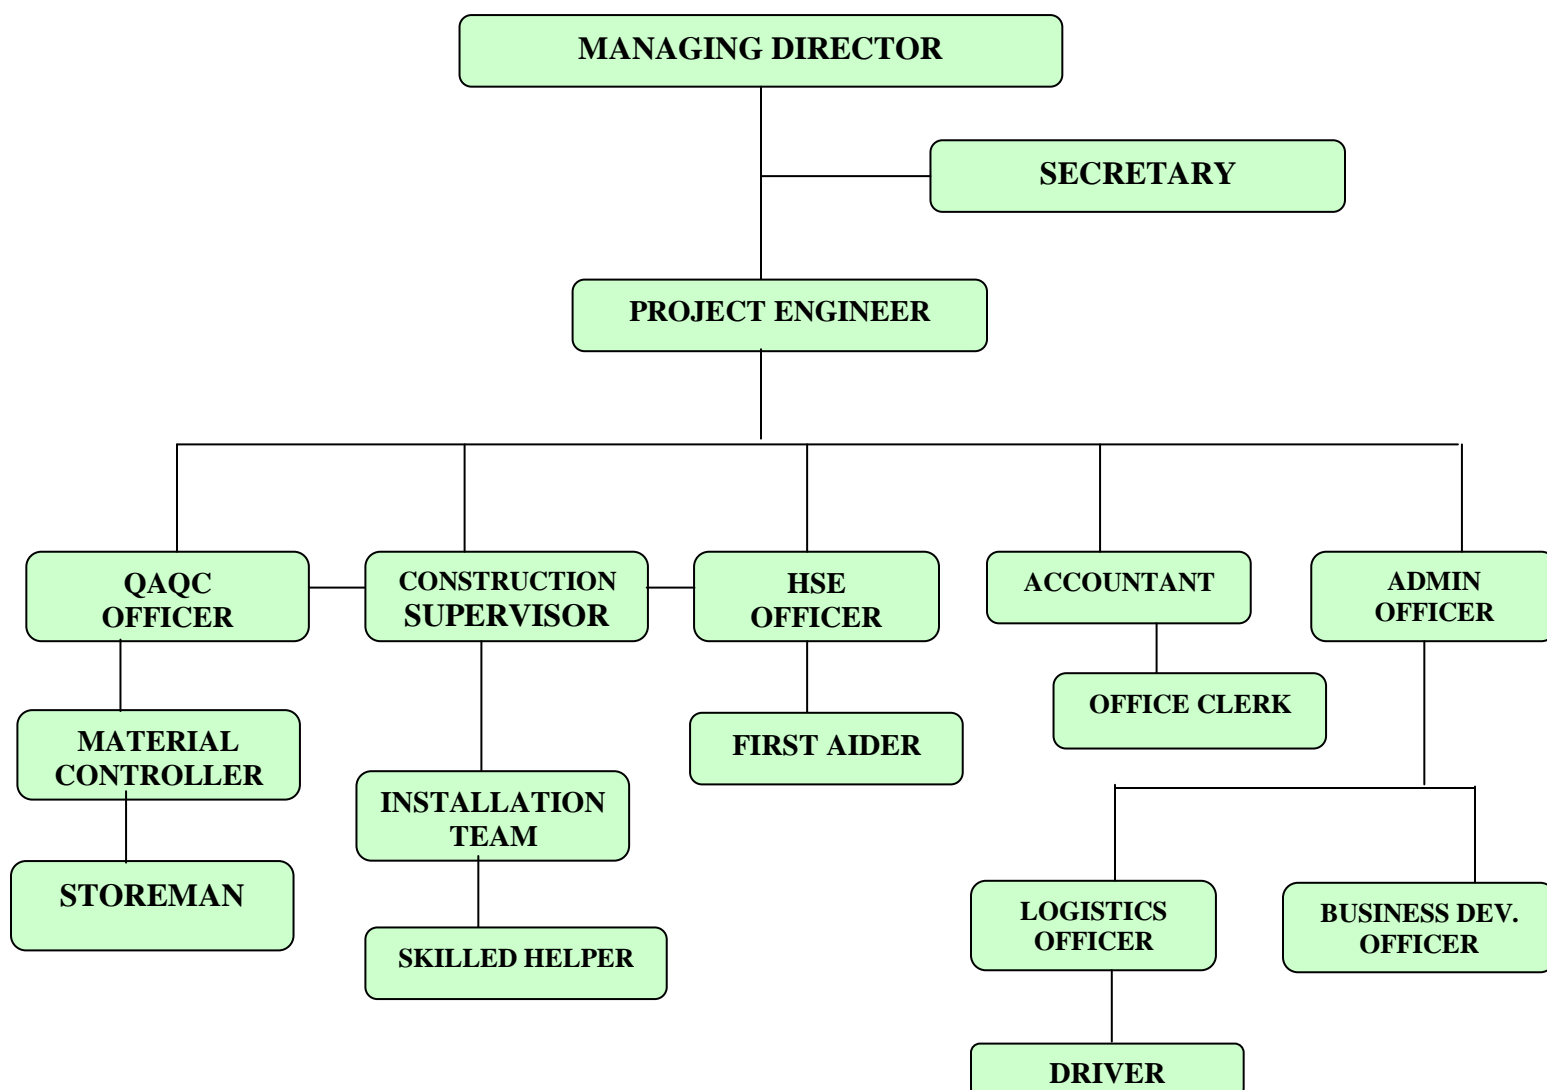 MANAGING DIRECTOR
SECRETARY
PROJECT ENGINEER
QAQC
OFFICER
CONSTRUCTION
SUPERVISOR
HSE
OFFICER
ACCOUNTANT
ADMIN
OFFICER
OFFICE CLERK
MATERIAL
CONTROLLER
FIRST AIDER
INSTALLATION
TEAM
STOREMAN
LOGISTICS
OFFICER
BUSINESS DEV.
OFFICER
SKILLED HELPER
DRIVER